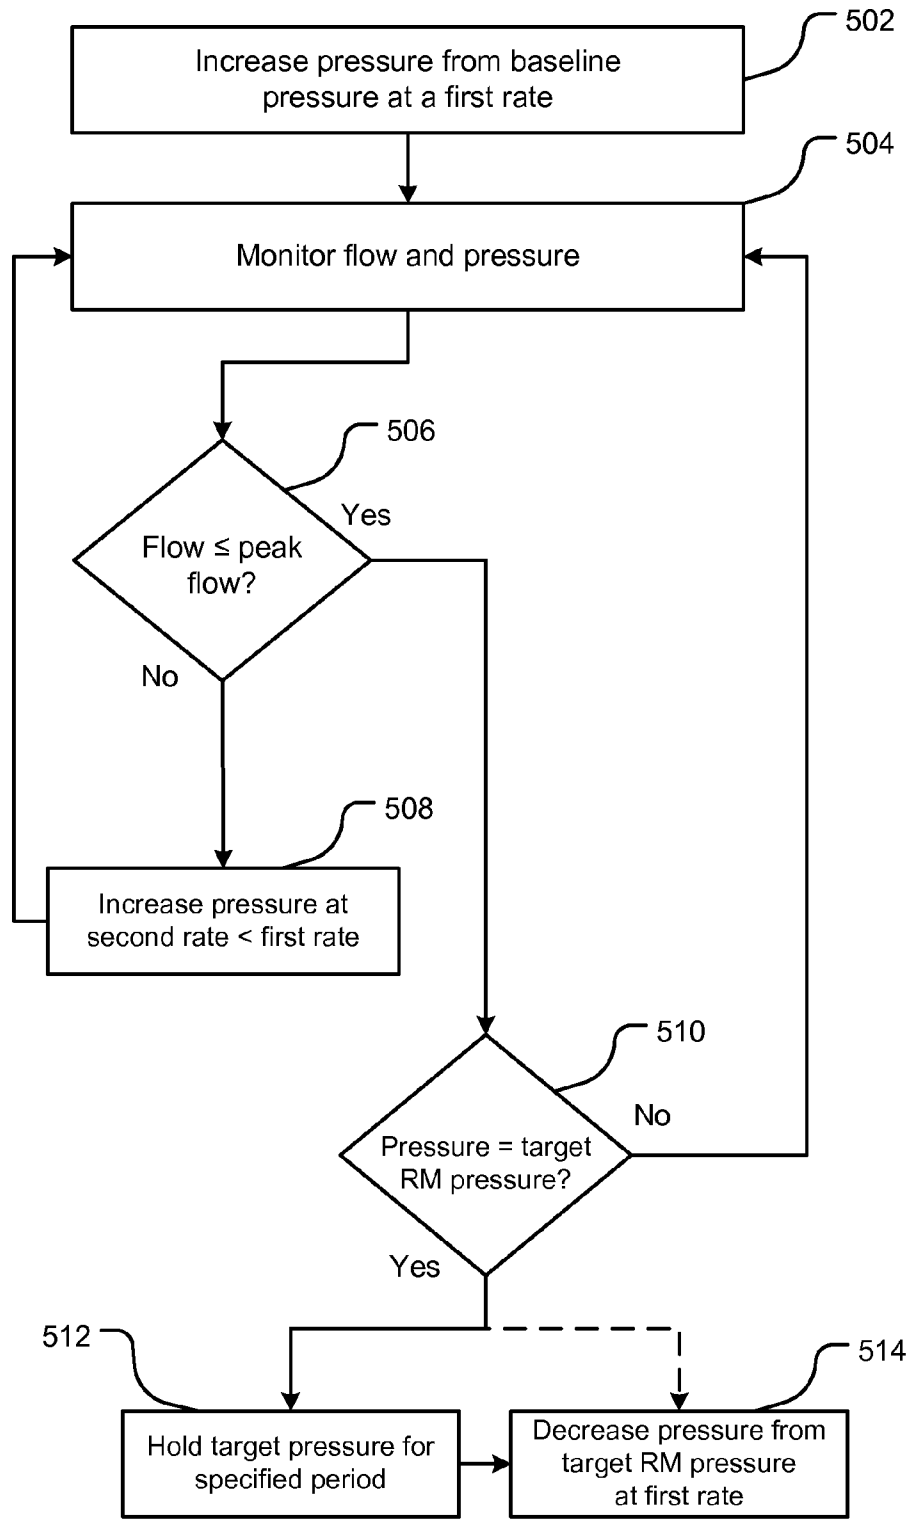 502
Increase pressure from baseline
pressure at a first rate
504
Monitor flow and pressure
506
Yes
Flow ≤ peak
flow?
No
508
Increase pressure at
second rate < first rate
510
No
Pressure = target
RM pressure?
Yes
512
514
Hold target pressure for
specified period
Decrease pressure from
target RM pressure
at first rate